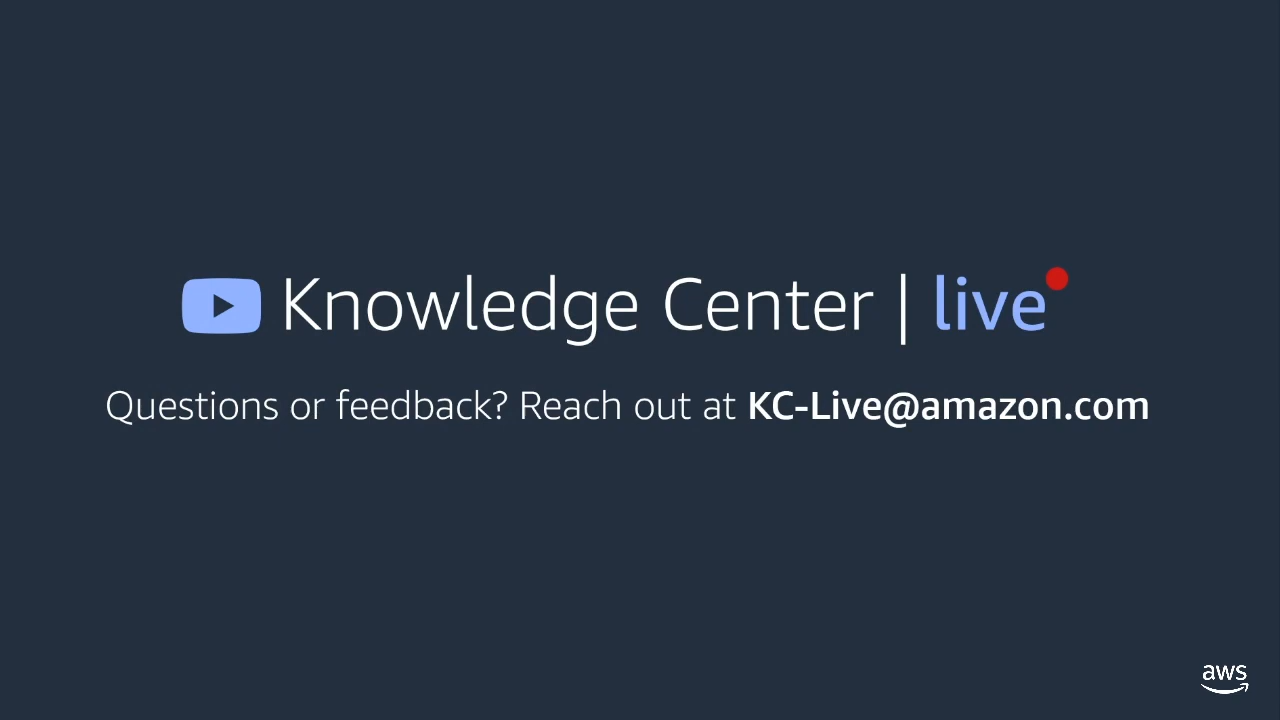 Knowledge Center | live
Questions or feedback? Reach out at KC-Live@amazon.com
aws